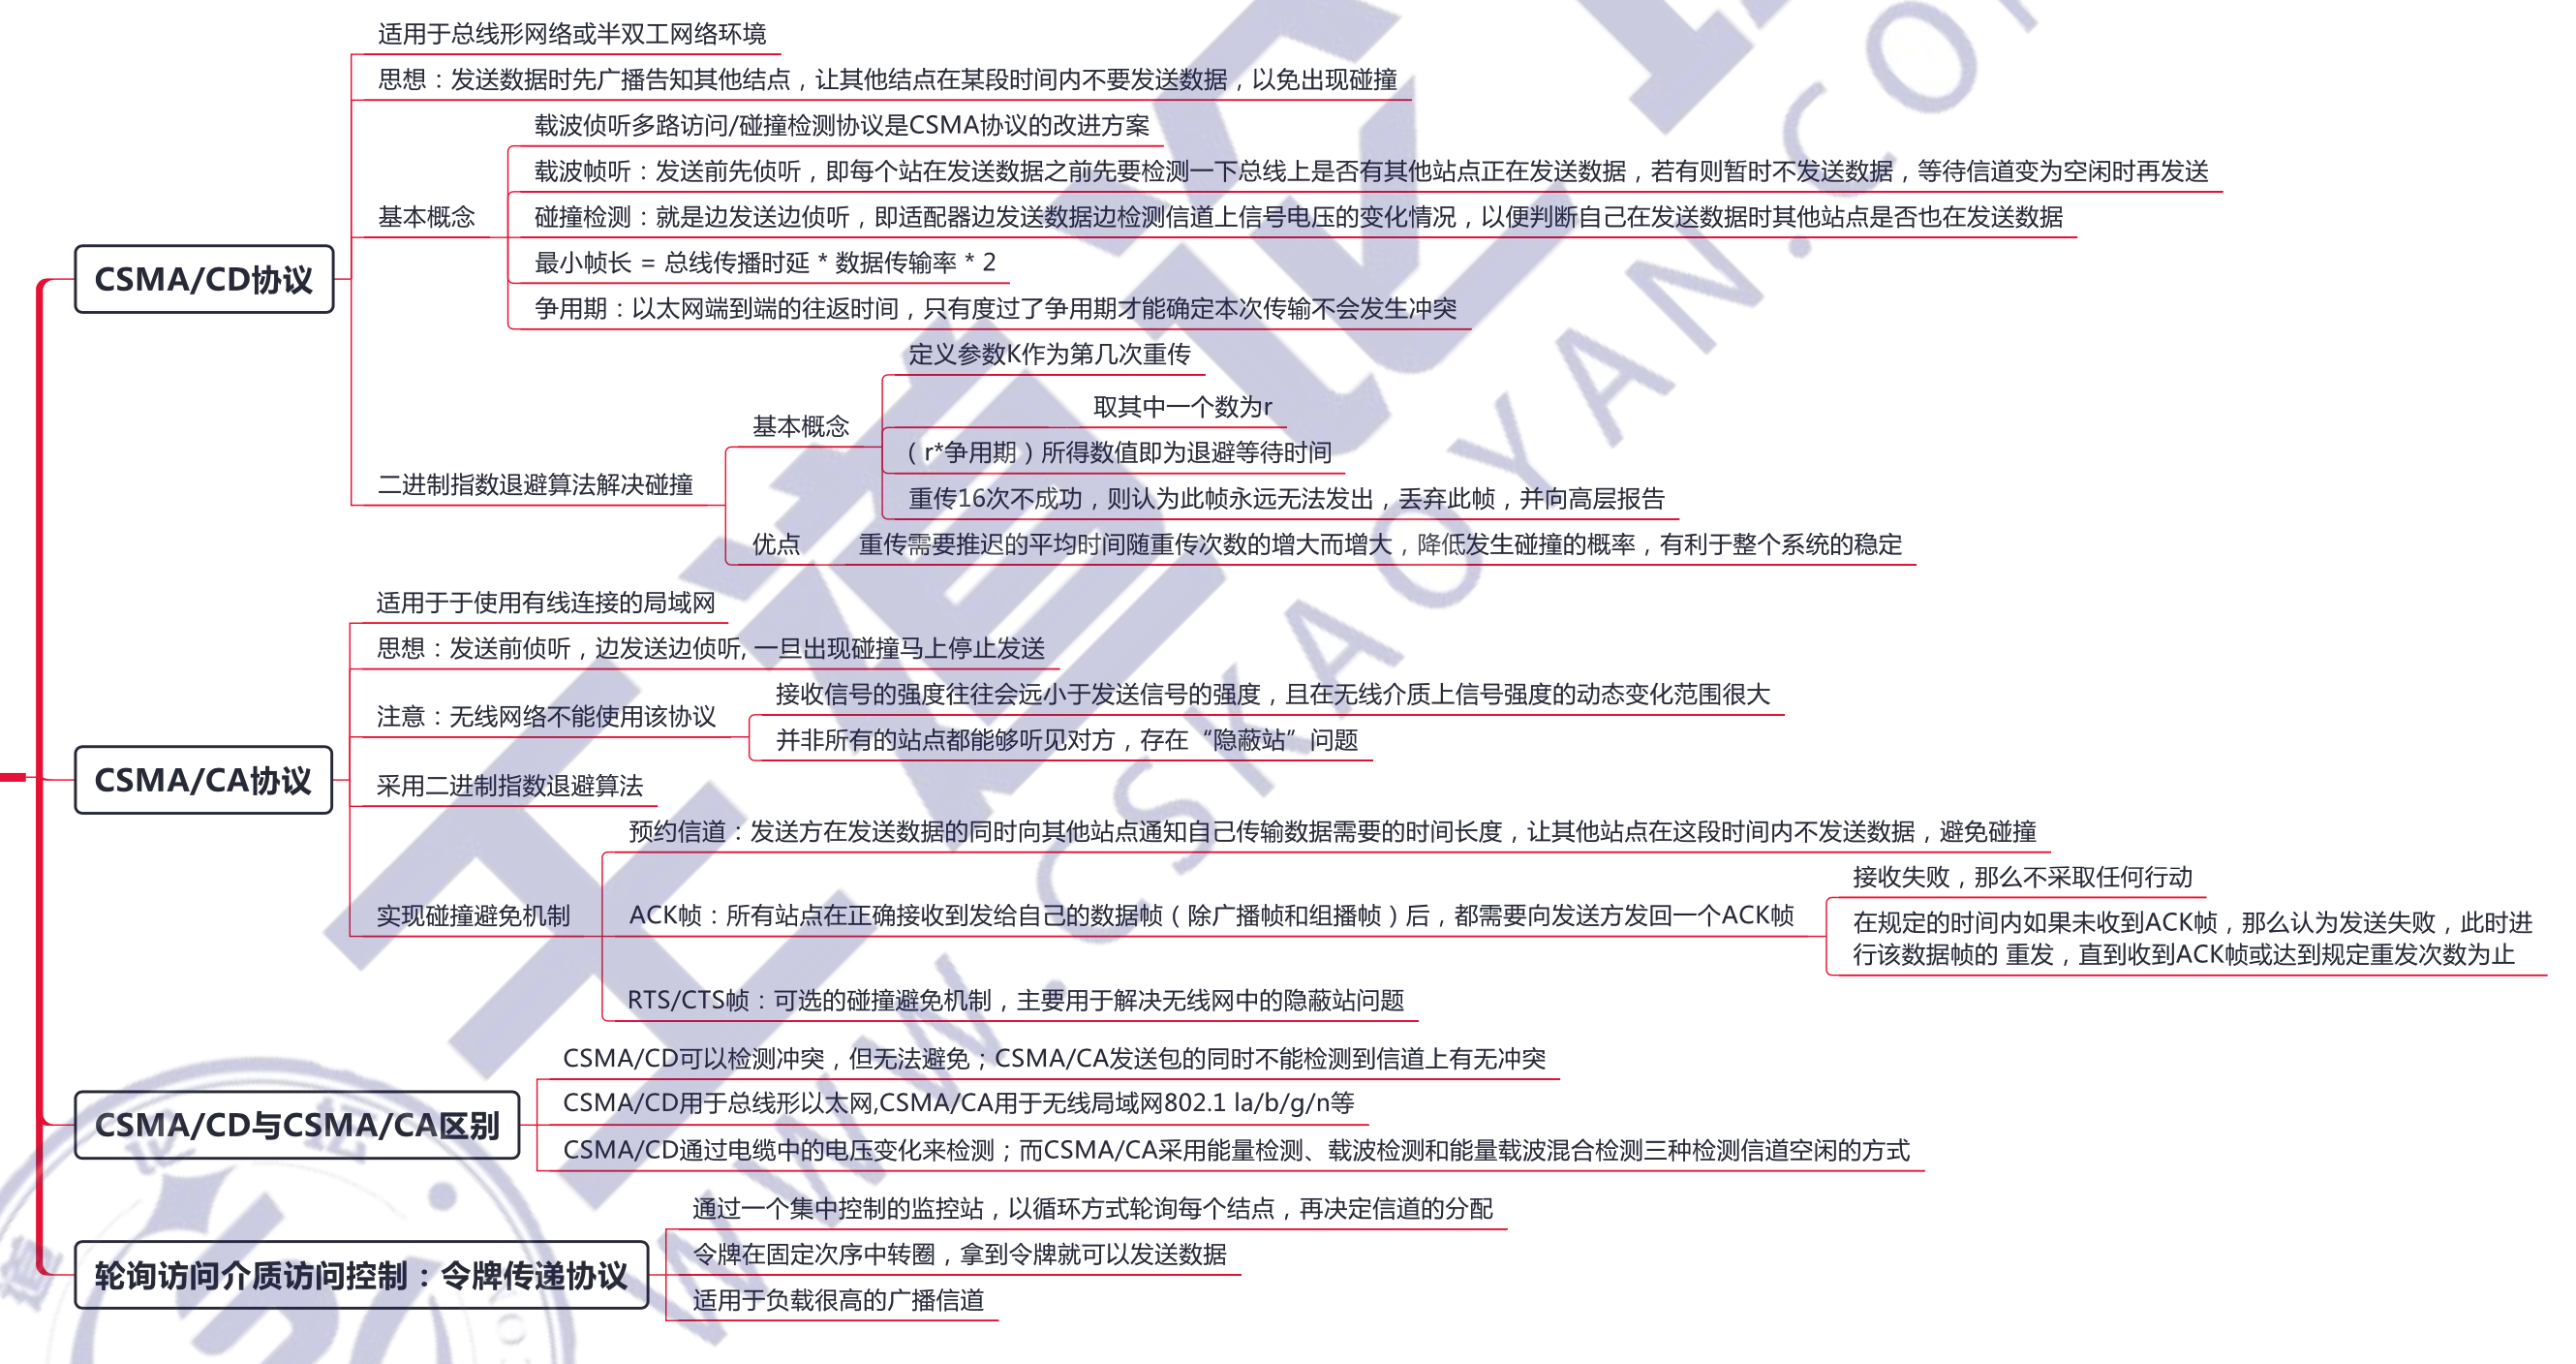 适用于总线形网络或半双工网络环境
思想：发送数据时先广播告知其他结点，让其他结点在某段时间内不要发送数据，以免出现碰撞
载波侦听多路访问/碰撞检测协议是CSMA协议的改进方案
载波帧听：发送前先侦听，即每个站在发送数据之前先要检测一下总线上是否有其他站点正在发送数据，若有则暂时不发送数据，等待信道变为空闲时再发送
基本概念
碰撞检测：就是边发送边侦听，即适配器边发送数据边检测信道上信号电压的变化情况，以便判断自己在发送数据时其他站点是否也在发送数据
CSMA/CD协议
最小帧长 = 总线传播时延 * 数据传输率 * 2
争用期：以太网端到端的往返时间，只有度过了争用期才能确定本次传输不会发生冲突
定义参数K作为第几次重传
取其中一个数为r
基本概念
（r*争用期）所得数值即为退避等待时间
二进制指数退避算法解决碰撞
重传16次不成功，则认为此帧永远无法发出，丢弃此帧，并向高层报告
优点
重传需要推迟的平均时间随重传次数的增大而增大，降低发生碰撞的概率，有利于整个系统的稳定
适用于于使用有线连接的局域网
思想：发送前侦听，边发送边侦听, 一旦出现碰撞马上停止发送
接收信号的强度往往会远小于发送信号的强度，且在无线介质上信号强度的动态变化范围很大
注意：无线网络不能使用该协议
并非所有的站点都能够听见对方，存在“隐蔽站”问题
CSMA/CA协议
采用二进制指数退避算法
预约信道：发送方在发送数据的同时向其他站点通知自己传输数据需要的时间长度，让其他站点在这段时间内不发送数据，避免碰撞
接收失败，那么不采取任何行动
实现碰撞避免机制
ACK帧：所有站点在正确接收到发给自己的数据帧（除广播帧和组播帧）后，都需要向发送方发回一个ACK帧
在规定的时间内如果未收到ACK帧，那么认为发送失败，此时进
行该数据帧的 重发，直到收到ACK帧或达到规定重发次数为止
RTS/CTS帧：可选的碰撞避免机制，主要用于解决无线网中的隐蔽站问题
CSMA/CD可以检测冲突，但无法避免；CSMA/CA发送包的同时不能检测到信道上有无冲突
CSMA/CD与CSMA/CA区别
CSMA/CD用于总线形以太网,CSMA/CA用于无线局域网802.1 la/b/g/n等
CSMA/CD通过电缆中的电压变化来检测；而CSMA/CA采用能量检测、载波检测和能量载波混合检测三种检测信道空闲的方式
通过一个集中控制的监控站，以循环方式轮询每个结点，再决定信道的分配
轮询访问介质访问控制：令牌传递协议
令牌在固定次序中转圈，拿到令牌就可以发送数据
适用于负载很高的广播信道
王道论
WWW.CSKAOYAN.CO